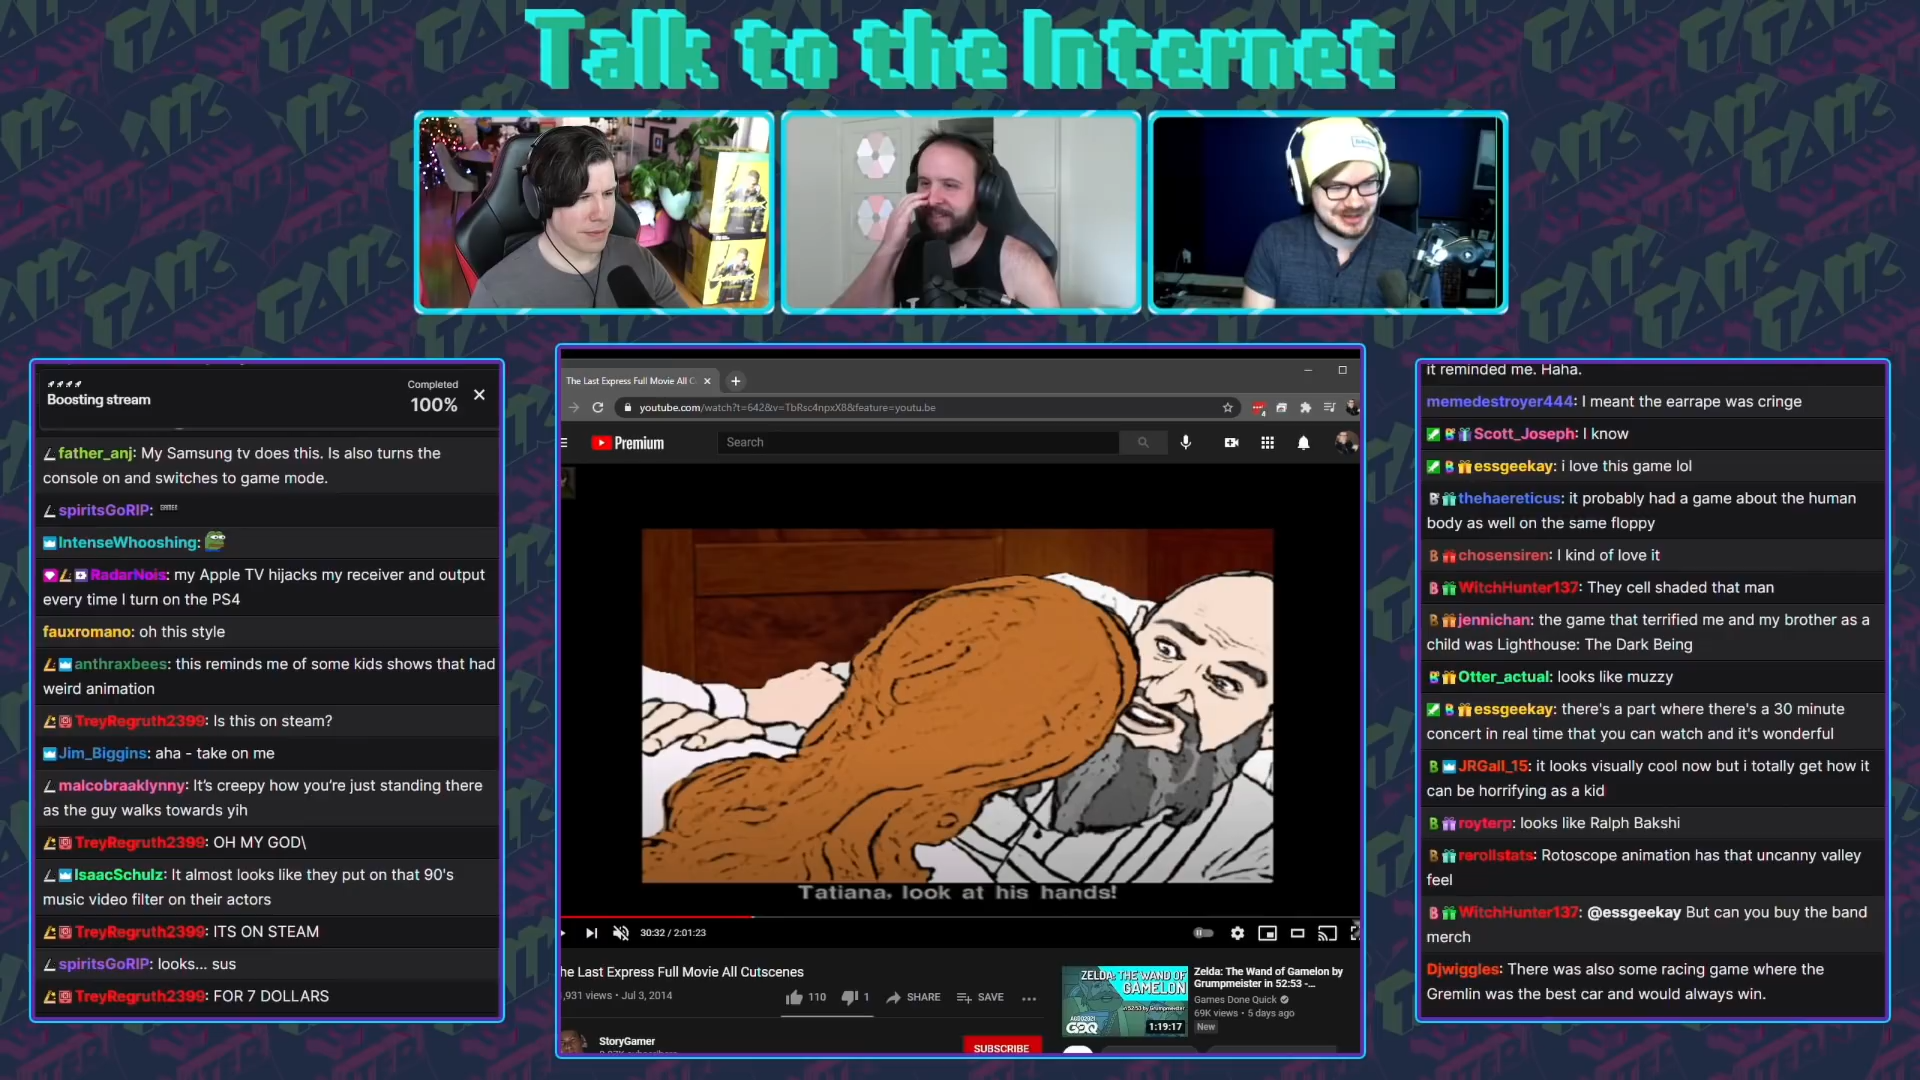 Talk to the Internet
Boosting stream
Completed
100%
father_anj: My Samsung tv does this. Is also turns the
console on and switches to game mode.
spiritsGoRIP:
IntenseWhooshing:
RadarNois: my Apple TV hijacks my receiver and output
every time I turn on the PS4
fauxromano: oh this style
anthraxbees: this reminds me of some kids shows that had
weird animation
TreyRegruth2399: Is this on steam?
Jim_Biggins: aha - take on me
malcobraaklynny: It's creepy how you're just standing there
as the guy walks towards yih
TreyRegruth2399: OH MY GOD\
IsaacSchulz: It almost looks like they put on that 90's
music video filter on their actors
TreyRegruth2399: ITS ON STEAM
spiritsGoRIP: looks... sus
TreyRegruth2399: FOR 7 DOLLARS
The Last Express Full Movie All C
youtube.com/watch?t=642&v=TbRsc4npxX8&feature=youtu.be
Premium
Search
Tatiana, look at his hands!
30:32 / 2:01:23
he Last Express Full Movie All Cutscenes
,931 views • Jul 3, 2014
110
1
SHARE
SAVE
StoryGamer
SUBSCRIBE
ZELDA: THE WAND OF
GAMELON
GDQ
1:19:17
Zelda: The Wand of Gamelon by
Grumpmeister in 52:53 -...
Games Done Quick
69K views • 5 days ago
New
it reminded me. Haha.
memedestroyer444: I meant the earrape was cringe
Scott_Joseph: I know
essgeekay: i love this game lol
thehaereticus: it probably had a game about the human
body as well on the same floppy
chosensiren: I kind of love it
WitchHunter137: They cell shaded that man
jennichan: the game that terrified me and my brother as a
child was Lighthouse: The Dark Being
Otter_actual: looks like muzzy
essgeekay: there's a part where there's a 30 minute
concert in real time that you can watch and it's wonderful
JRGall_15: it looks visually cool now but i totally get how it
can be horrifying as a kid
royterp: looks like Ralph Bakshi
rerollstats: Rotoscope animation has that uncanny valley
feel
WitchHunter137: @essgeekay But can you buy the band
merch
Djwiggles: There was also some racing game where the
Gremlin was the best car and would always win.